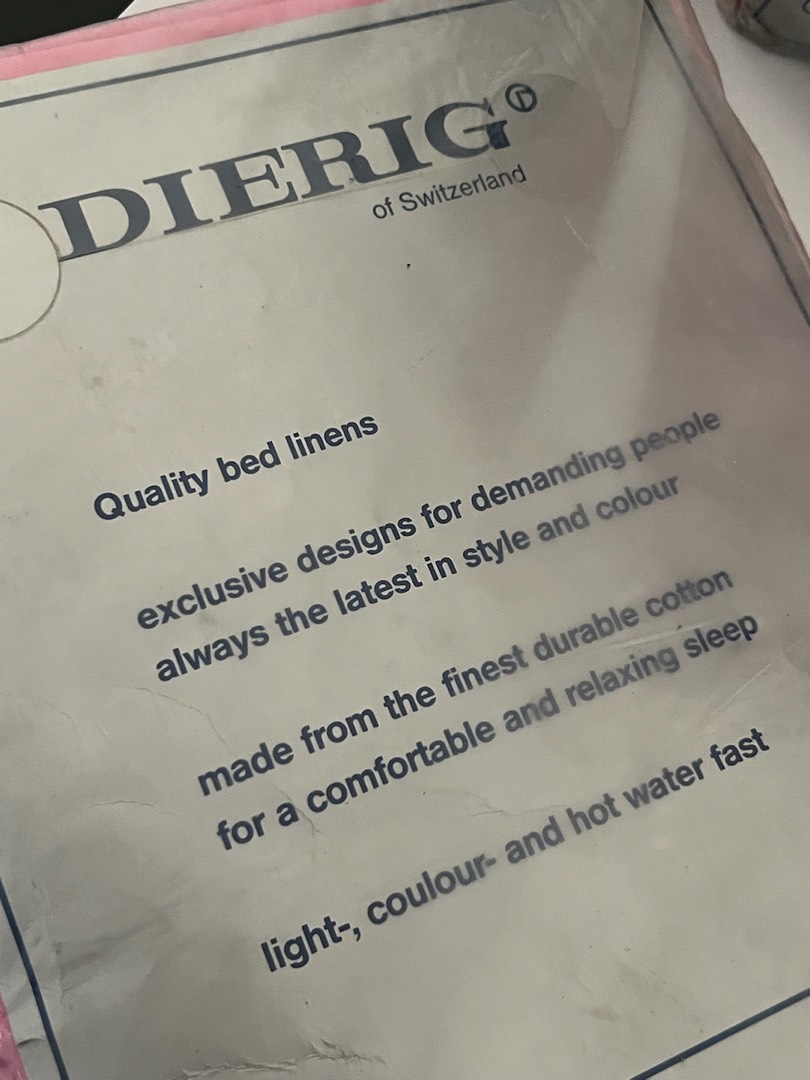 DIERIG®
of Switzerland
Quality bed linens
exclusive designs for demanding people
always the latest in style and colour
made from the finest durable cotton
for a comfortable and relaxing sleep
light-, coulour- and hot water fast